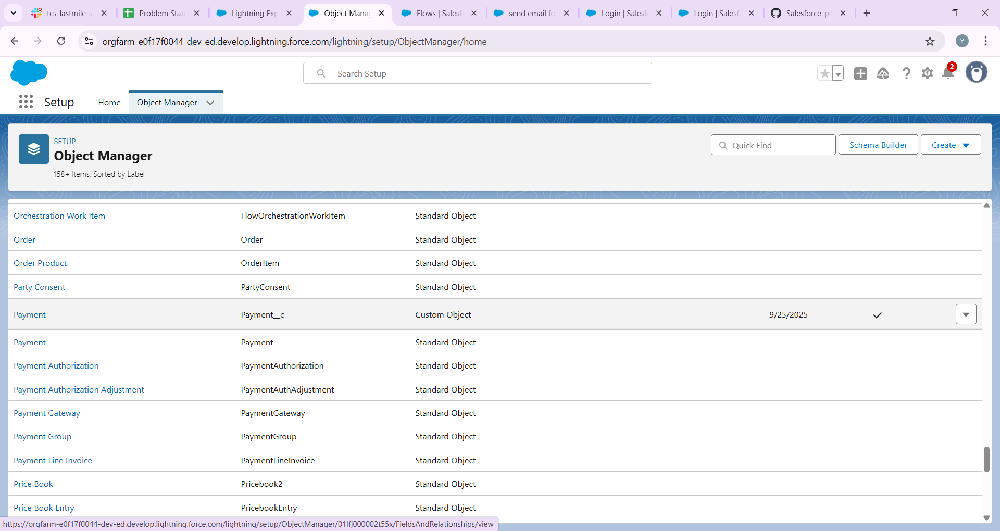 tcs-lastmile-s
Problem State
Lightning Exp
Object Manag
Flows | Salesf
send email fo
Login | Salesf
Login | Salesf
Salesforce-pr
orgfarm-e0f17f0044-dev-ed.develop.lightning.force.com/lightning/setup/ObjectManager/home
Y
Search Setup
2
Setup
Home
Object Manager
SETUP
Object Manager
158+ Items, Sorted by Label
Quick Find
Schema Builder
Create
Orchestration Work Item FlowOrchestrationWorkItem Standard Object
Order Order Standard Object
Order Product OrderItem Standard Object
Party Consent PartyConsent Standard Object
Payment Payment__c Custom Object 9/25/2025
Payment Payment Standard Object
Payment Authorization PaymentAuthorization Standard Object
Payment Authorization Adjustment PaymentAuthAdjustment Standard Object
Payment Gateway PaymentGateway Standard Object
Payment Group PaymentGroup Standard Object
Payment Line Invoice PaymentLineInvoice Standard Object
Price Book Pricebook2 Standard Object
Price Book Entry PricebookEntry Standard Object
https://orgfarm-e0f17f0044-dev-ed.develop.lightning.force.com/lightning/setup/ObjectManager/01Ifj000002t55x/FieldsAndRelationships/view